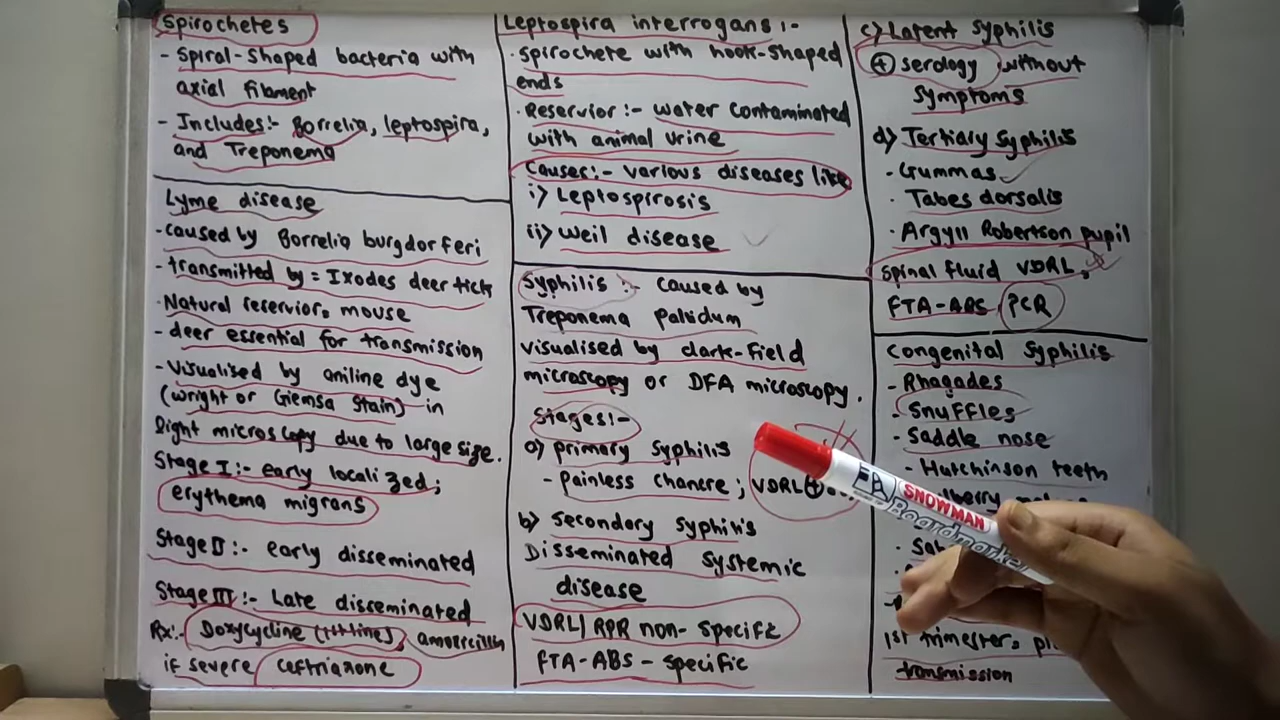 Spirochetes
- Spiral-Shaped bacteria with
axial filament
- Includes:- Borrelia, leptospira,
and Treponema
Lyme disease
- caused by Borrelia burgdorferi
- transmitted by = Ixodes deer tick
- Natural reservior, mouse
- deer essential for transmission
- Visualised by aniline dye
(wright or Giemsa stain) in
light microscopy due to large size.
Stage I:- early localized;
erythema migrans
Stage II:- early disseminated
Stage III:- Late disseminated
Rx:- Doxycycline amoxicillin
if severe ceftriaxone
Leptospira interrogans :-
· Spirochete with hook-shaped
ends
· Reservior :- water contaminated
with animal urine
Causes:- various diseases like
i) Leptospirosis
ii) Weil disease
Syphilis :- caused by
Treponema pallidum
visualised by dark-field
microscopy or DFA microscopy.
Stages:-
a) primary Syphilis
- painless chancre; VDRL ⊕
b) Secondary Syphilis
Disseminated systemic
disease
VDRL/RPR non-specific
FTA-ABS - specific
c) Latent Syphilis
⊕ serology without
symptoms
d) Tertiary Syphilis
· Gummas
· Tabes dorsalis
· Argyll Robertson pupil
spinal fluid VDRL,
FTA-ABS PCR
Congenital Syphilis
- Rhagades
- Snuffles
- Saddle nose
- Hutchinson teeth
1st trimester,
transmission
SNOWMAN
Boardmarker